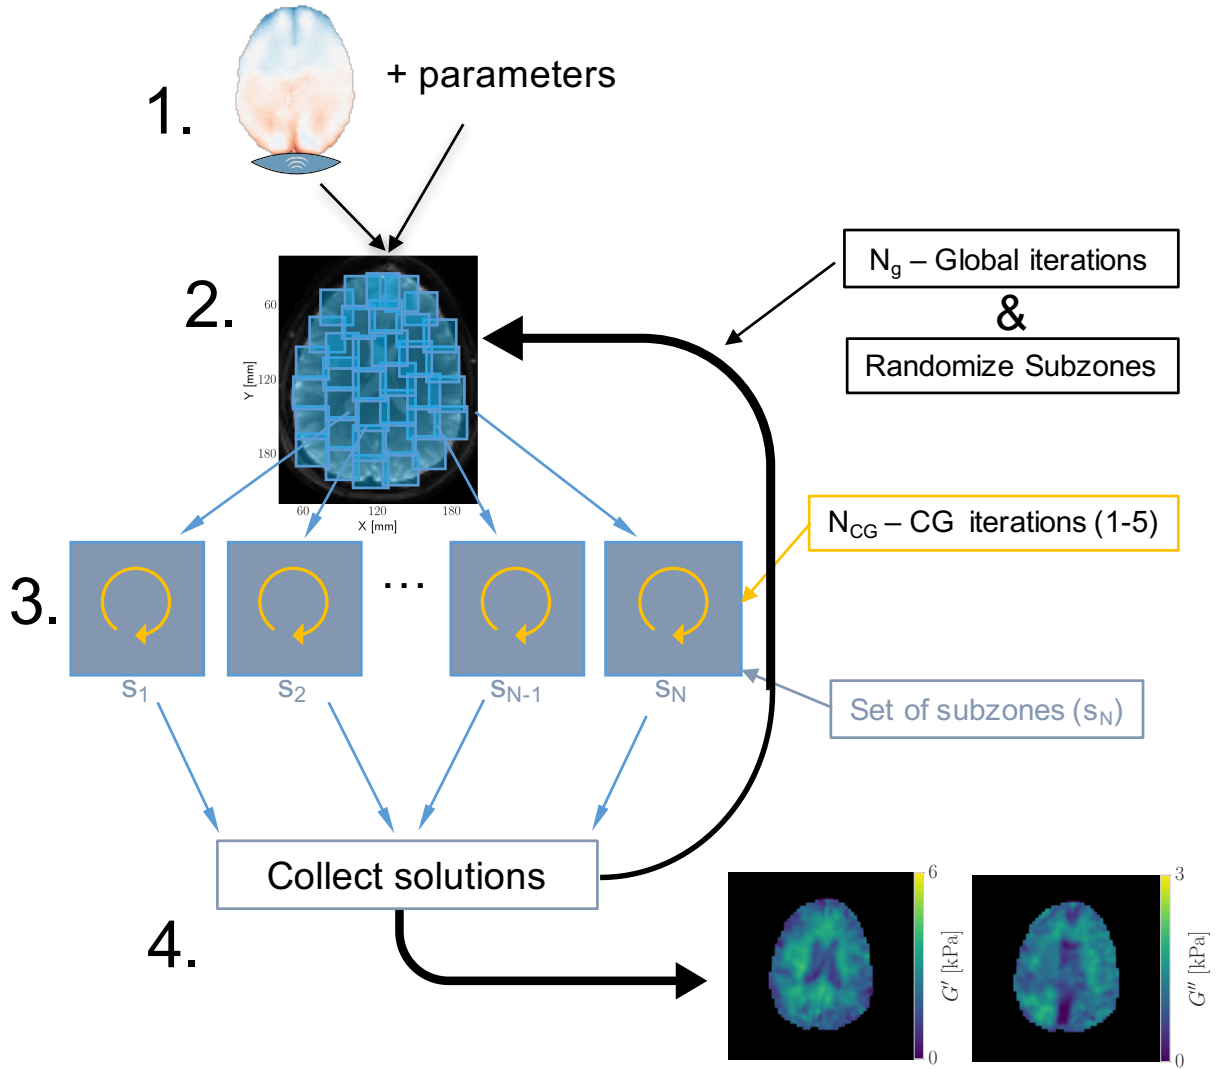 1.
+ parameters
2.
60
120
180
Y [mm]
60
120
180
X [mm]
Ng – Global iterations
&
Randomize Subzones
NCG – CG iterations (1-5)
3.
...
s1
s2
sN-1
sN
Set of subzones (sN)
Collect solutions
4.
6
0
G′ [kPa]
3
0
G″ [kPa]